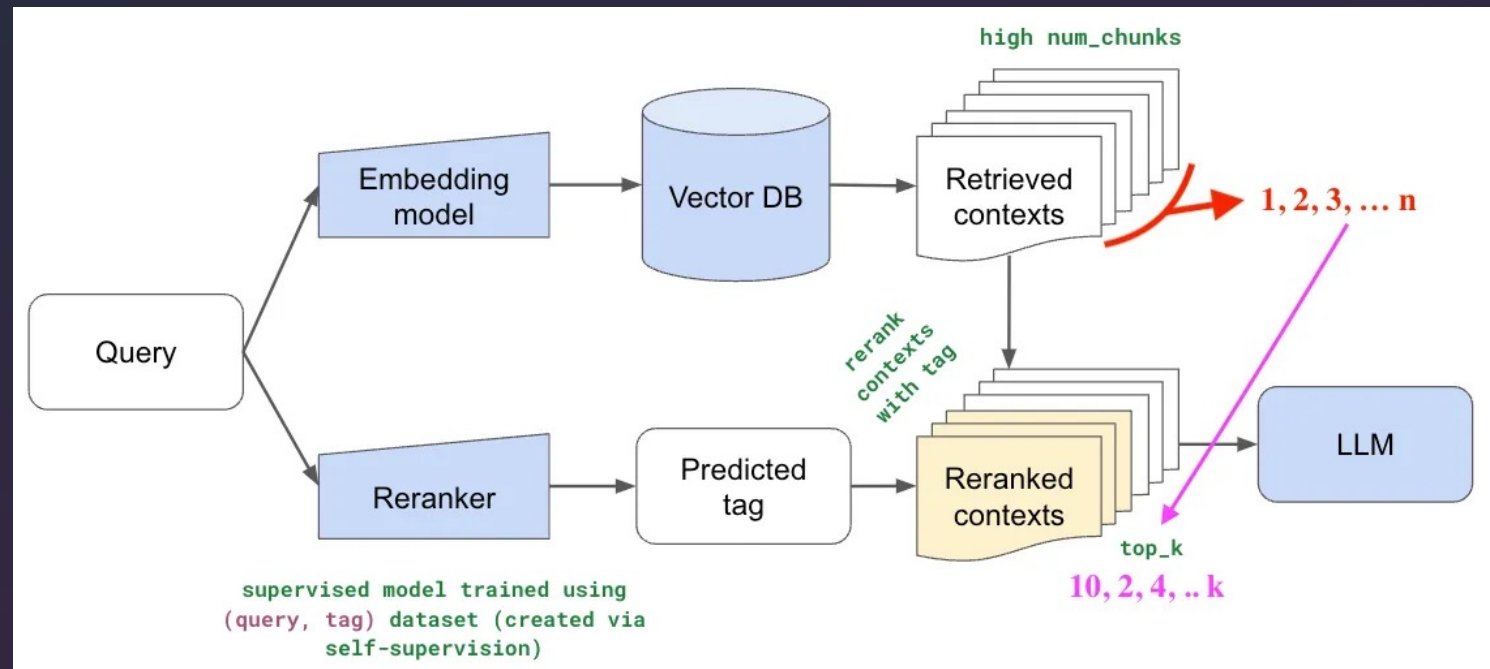 high num_chunks
Embedding
model
Vector DB
Retrieved
contexts
1, 2, 3, ... n
Query
rerank
contexts
with tag
Reranker
Predicted
tag
Reranked
contexts
LLM
top_k
10, 2, 4, .. k
supervised model trained using
(query, tag) dataset (created via
self-supervision)